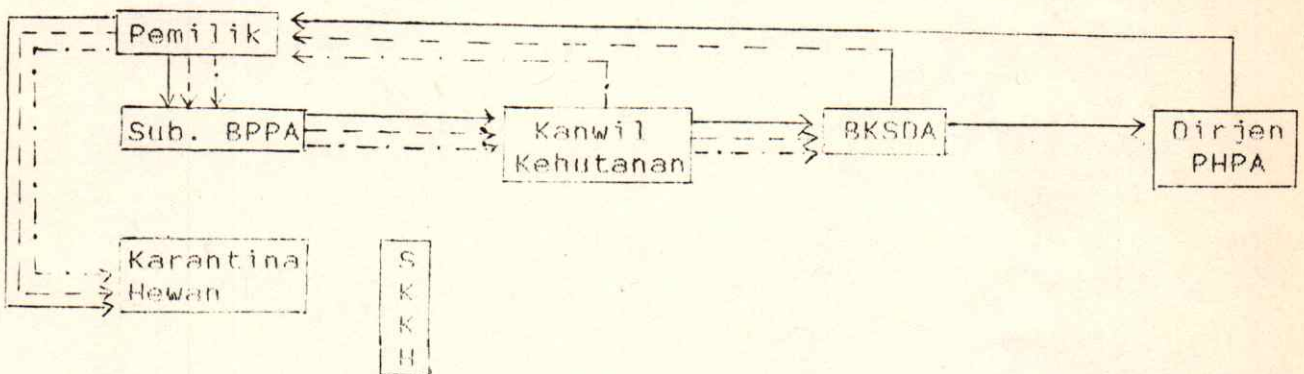 Pemilik
Sub. BPPA
Kanwil
Kehutanan
BKSDA
Dirjen
PHPA
Karantina
Hewan
S
K
K
H